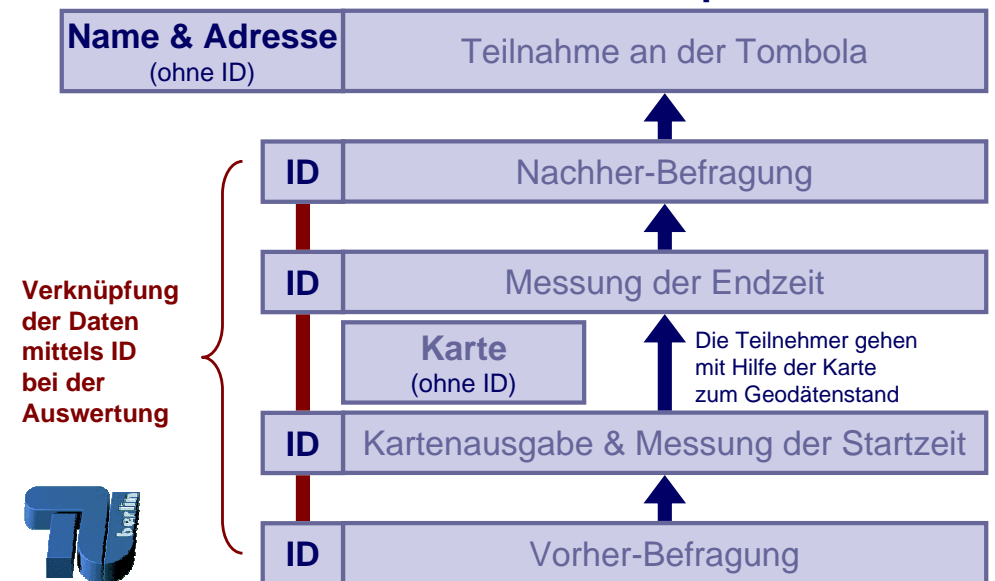 Name & Adresse
(ohne ID)
Teilnahme an der Tombola
ID
Nachher-Befragung
ID
Messung der Endzeit
Verknüpfung
der Daten
mittels ID
bei der
Auswertung
Karte
(ohne ID)
Die Teilnehmer gehen
mit Hilfe der Karte
zum Geodätenstand
ID
Kartenausgabe & Messung der Startzeit
berlin
ID
Vorher-Befragung